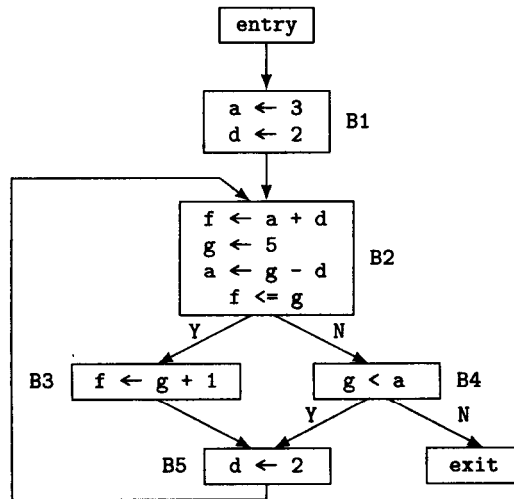 entry
a ← 3
d ← 2
B1
f ← a + d
g ← 5
a ← g - d
f <= g
B2
Y
N
B3
f ← g + 1
g < a
B4
Y
N
B5
d ← 2
exit